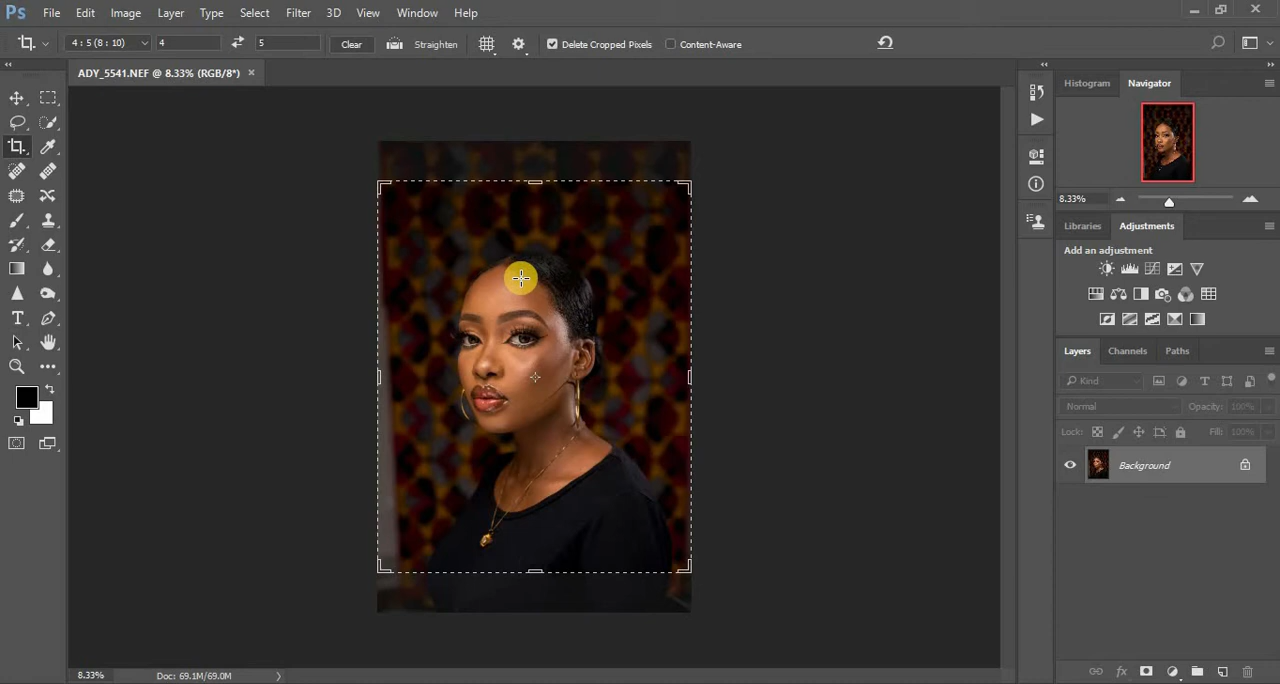 Ps File Edit Image Layer Type Select Filter 3D View Window Help
4 : 5 (8 : 10) 4 5 Clear Straighten Delete Cropped Pixels Content-Aware
ADY_5541.NEF @ 8.33% (RGB/8*) ×
Histogram Navigator
8.33%
Libraries Adjustments
Add an adjustment
Layers Channels Paths
Kind
Normal Opacity: 100%
Lock: Fill: 100%
Background
8.33% Doc: 69.1M/69.0M